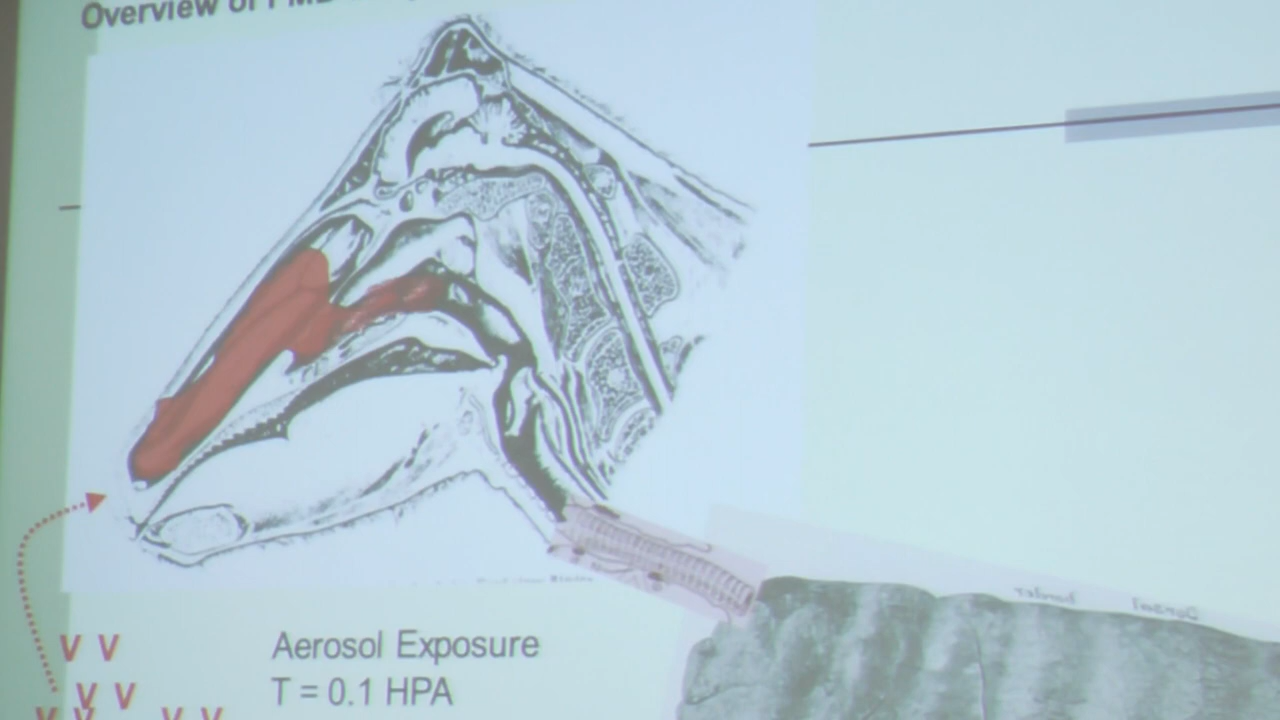 Overview of
V V
Aerosol Exposure
V V
T = 0.1 HPA
V V V V